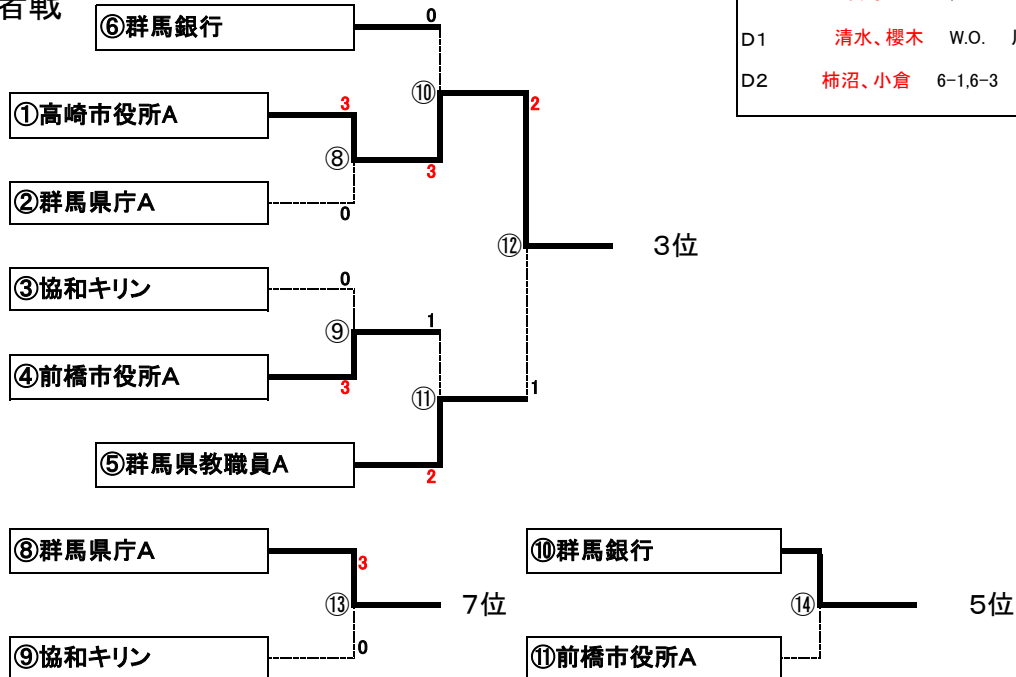 者戦
⑥群馬銀行
0
D1 清水、櫻木 W.O.
D2 柿沼、小倉 6-1,6-3
①高崎市役所A
3
⑩
2
⑧
3
②群馬県庁A
0
⑫
3位
③協和キリン
0
⑨
1
④前橋市役所A
3
⑪
1
⑤群馬県教職員A
2
⑧群馬県庁A
3
⑬
7位
⑨協和キリン
0
⑩群馬銀行
⑭
5位
⑪前橋市役所A